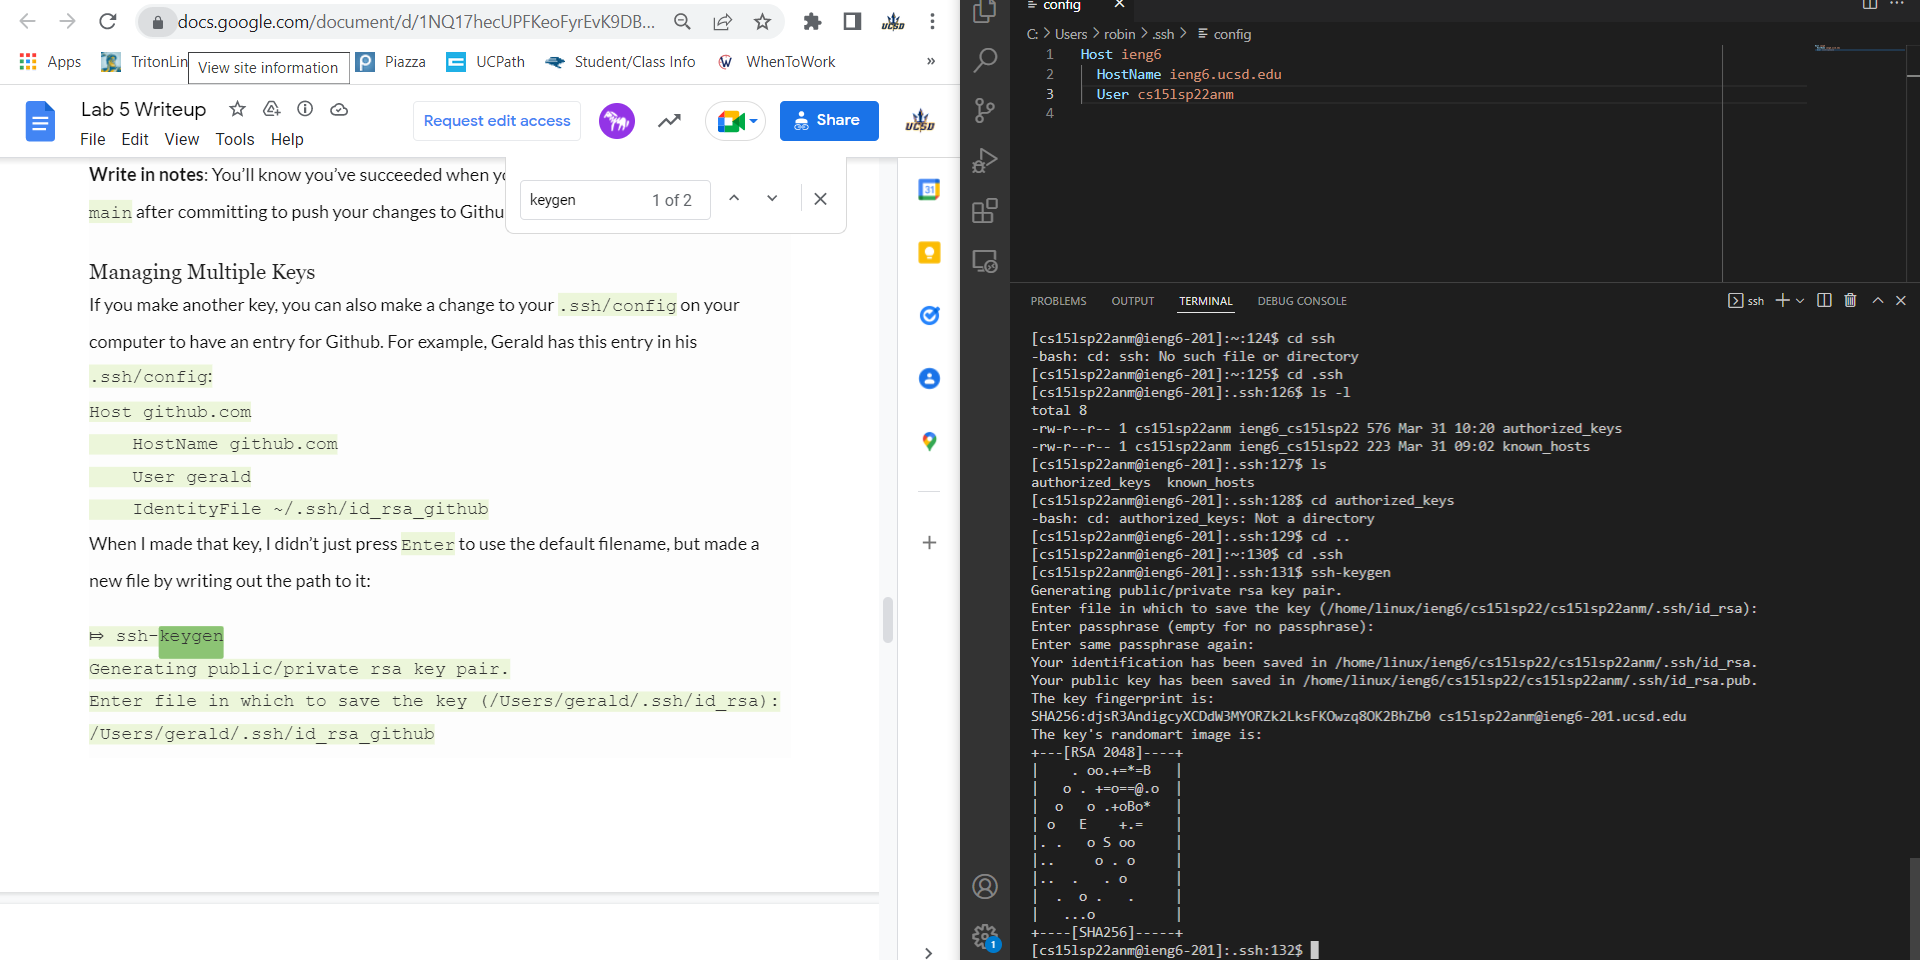 docs.google.com/document/d/1NQ17hecUPFKeoFyrEvK9DB...
UCSD
Apps
TritonLin
View site information
Piazza
UCPath
Student/Class Info
WhenToWork
»
Lab 5 Writeup
File Edit View Tools Help
Request edit access
Share
UCSD
Write in notes: You'll know you've succeeded when y
main after committing to push your changes to Githu
keygen 1 of 2
Managing Multiple Keys
If you make another key, you can also make a change to your .ssh/config on your
computer to have an entry for Github. For example, Gerald has this entry in his
.ssh/config:
Host github.com
    HostName github.com
    User gerald
    IdentityFile ~/.ssh/id_rsa_github
When I made that key, I didn't just press Enter to use the default filename, but made a
new file by writing out the path to it:
⤇ ssh-keygen
Generating public/private rsa key pair.
Enter file in which to save the key (/Users/gerald/.ssh/id_rsa):
/Users/gerald/.ssh/id_rsa_github
31
config
C: > Users > robin > .ssh > config
1 Host ieng6
2   HostName ieng6.ucsd.edu
3   User cs15lsp22anm
4
PROBLEMS OUTPUT TERMINAL DEBUG CONSOLE
ssh
[cs15lsp22anm@ieng6-201]:~:124$ cd ssh
-bash: cd: ssh: No such file or directory
[cs15lsp22anm@ieng6-201]:~:125$ cd .ssh
[cs15lsp22anm@ieng6-201]:.ssh:126$ ls -l
total 8
-rw-r--r-- 1 cs15lsp22anm ieng6_cs15lsp22 576 Mar 31 10:20 authorized_keys
-rw-r--r-- 1 cs15lsp22anm ieng6_cs15lsp22 223 Mar 31 09:02 known_hosts
[cs15lsp22anm@ieng6-201]:.ssh:127$ ls
authorized_keys  known_hosts
[cs15lsp22anm@ieng6-201]:.ssh:128$ cd authorized_keys
-bash: cd: authorized_keys: Not a directory
[cs15lsp22anm@ieng6-201]:.ssh:129$ cd ..
[cs15lsp22anm@ieng6-201]:~:130$ cd .ssh
[cs15lsp22anm@ieng6-201]:.ssh:131$ ssh-keygen
Generating public/private rsa key pair.
Enter file in which to save the key (/home/linux/ieng6/cs15lsp22/cs15lsp22anm/.ssh/id_rsa):
Enter passphrase (empty for no passphrase):
Enter same passphrase again:
Your identification has been saved in /home/linux/ieng6/cs15lsp22/cs15lsp22anm/.ssh/id_rsa.
Your public key has been saved in /home/linux/ieng6/cs15lsp22/cs15lsp22anm/.ssh/id_rsa.pub.
The key fingerprint is:
SHA256:djsR3AndigcyXCDdW3MYORZk2LksFKOwzq8OK2BhZb0 cs15lsp22anm@ieng6-201.ucsd.edu
The key's randomart image is:
+---[RSA 2048]----+
|    . oo.+=*=B   |
|   o . +=o==@.o  |
|  o   o .+oBo*   |
| o   E    +.=    |
|. .   o S oo     |
|..     o . o     |
|..  .   . o      |
|  .  o .   .     |
|   ...o          |
+----[SHA256]-----+
[cs15lsp22anm@ieng6-201]:.ssh:132$
1